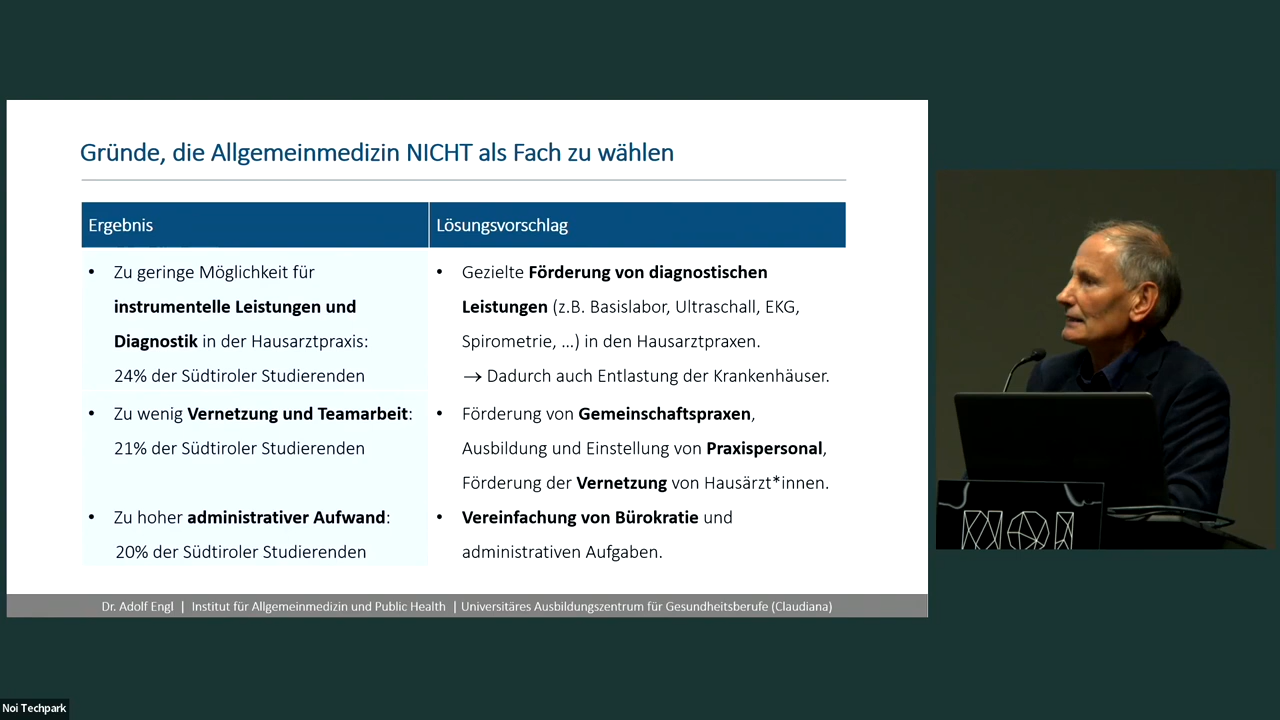 Gründe, die Allgemeinmedizin NICHT als Fach zu wählen
Ergebnis
Lösungsvorschlag
• Zu geringe Möglichkeit für
instrumentelle Leistungen und
Diagnostik in der Hausarztpraxis:
24% der Südtiroler Studierenden
• Gezielte Förderung von diagnostischen
Leistungen (z.B. Basislabor, Ultraschall, EKG,
Spirometrie, …) in den Hausarztpraxen.
→ Dadurch auch Entlastung der Krankenhäuser.
• Zu wenig Vernetzung und Teamarbeit:
21% der Südtiroler Studierenden
• Förderung von Gemeinschaftspraxen,
Ausbildung und Einstellung von Praxispersonal,
Förderung der Vernetzung von Hausärzt*innen.
• Zu hoher administrativer Aufwand:
20% der Südtiroler Studierenden
• Vereinfachung von Bürokratie und
administrativen Aufgaben.
Dr. Adolf Engl | Institut für Allgemeinmedizin und Public Health | Universitäres Ausbildungszentrum für Gesundheitsberufe (Claudiana)
NOI
Noi Techpark